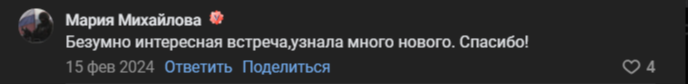 Мария Михайлова
Безумно интересная встреча,узнала много нового. Спасибо!
15 фев 2024 Ответить Поделиться 4